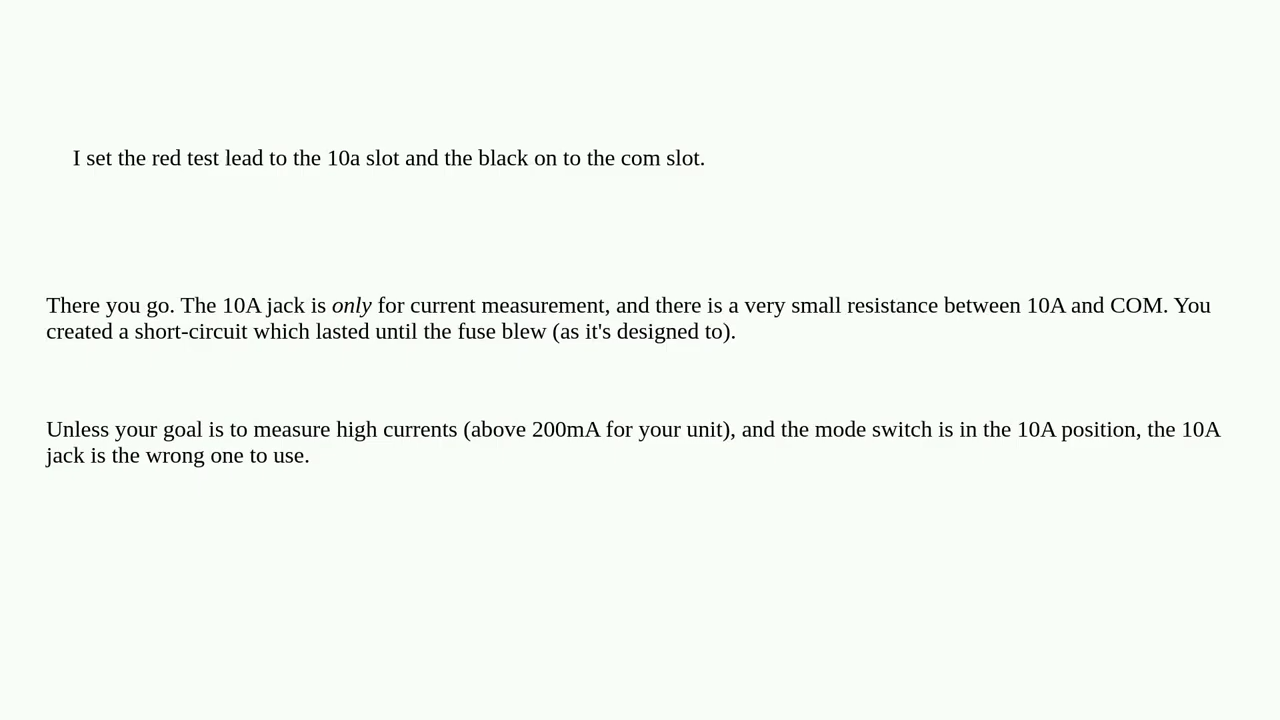 I set the red test lead to the 10a slot and the black on to the com slot.
There you go. The 10A jack is only for current measurement, and there is a very small resistance between 10A and COM. You
created a short-circuit which lasted until the fuse blew (as it's designed to).
Unless your goal is to measure high currents (above 200mA for your unit), and the mode switch is in the 10A position, the 10A
jack is the wrong one to use.